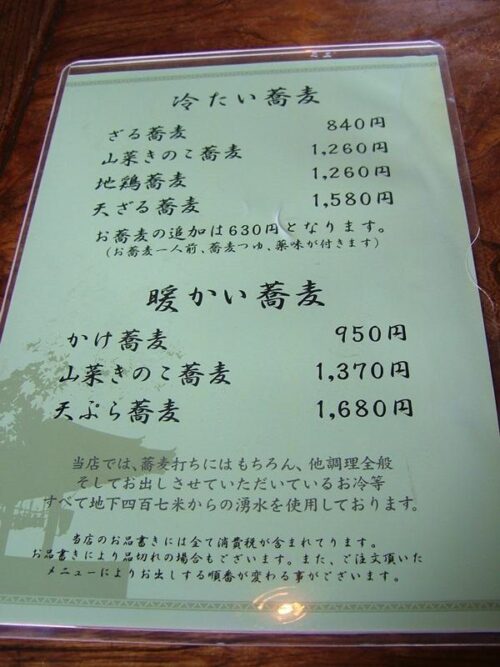 冷たい蕎麦
ざる蕎麦 840円
山菜きのこ蕎麦 1,260円
地鶏蕎麦 1,260円
天ざる蕎麦 1,580円
お蕎麦の追加は630円となります。
(お蕎麦一人前、蕎麦つゆ、薬味が付きます)
暖かい蕎麦
かけ蕎麦 950円
山菜きのこ蕎麦 1,370円
天ぷら蕎麦 1,680円
当店では、蕎麦打ちにはもちろん、他調理全般
そしてお出しさせていただいているお冷等
すべて地下四百七米からの湧水を使用しております。
当店のお品書きには全て消費税が含まれてります。
お品書きにより品切れの場合もございます。また、ご注文頂いた
メニューによりお出しする順番が変わる事がございます。